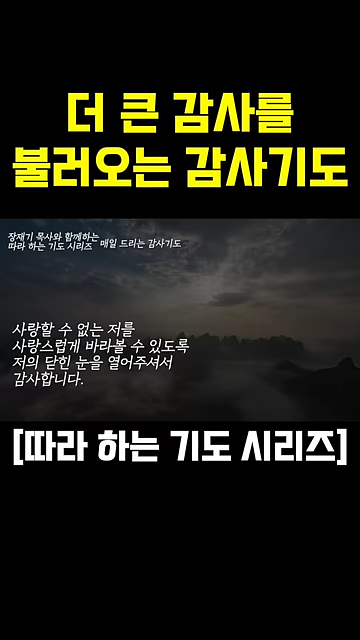 더 큰 감사를
불러오는 감사기도
장재기 목사와 함께하는
따라 하는 기도 시리즈 매일 드리는 감사기도
사랑할 수 없는 저를
사랑스럽게 바라볼 수 있도록
저의 닫힌 눈을 열어주셔서
감사합니다.
[따라 하는 기도 시리즈]